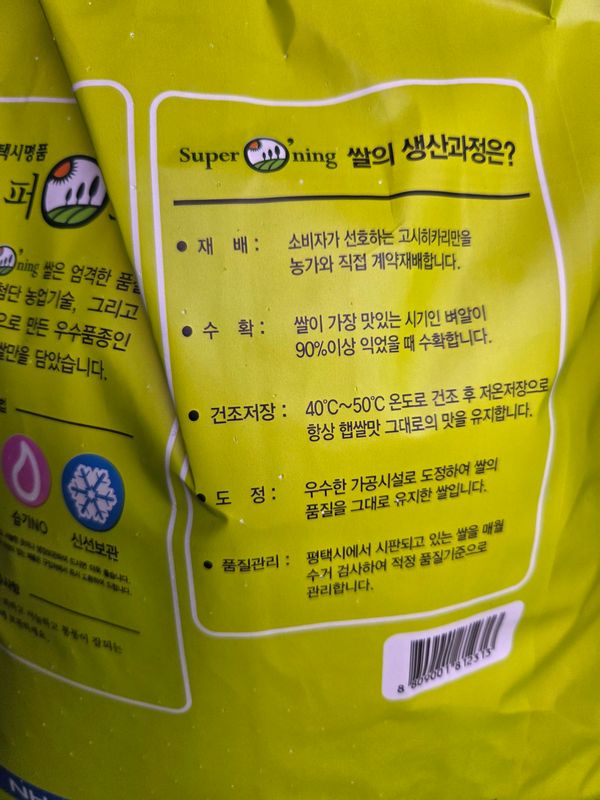 택시명품
퍼
'ning 쌀은 엄격한 품질
첨단 농업기술, 그리고
으로 만든 우수품종인
쌀만을 담았습니다.
습기NO
신선보관
Super O'ning 쌀의 생산과정은?
● 재 배 : 소비자가 선호하는 고시히카리만을
농가와 직접 계약재배합니다.
● 수 확 : 쌀이 가장 맛있는 시기인 벼알이
90%이상 익었을 때 수확합니다.
● 건조저장 : 40℃~50℃ 온도로 건조 후 저온저장으로
항상 햅쌀맛 그대로의 맛을 유지합니다.
● 도 정 : 우수한 가공시설로 도정하여 쌀의
품질을 그대로 유지한 쌀입니다.
● 품질관리 : 평택시에서 시판되고 있는 쌀을 매월
수거 검사하여 적정 품질기준으로
관리합니다.
8 809001 812313